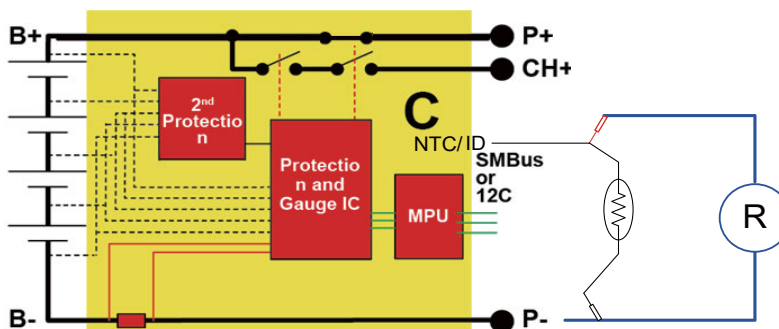 B+
P+
CH+
2nd
Protectio
n
C
NTC/ID
SMBus
or
12C
Protectio
n and
Gauge IC
MPU
R
B-
P-